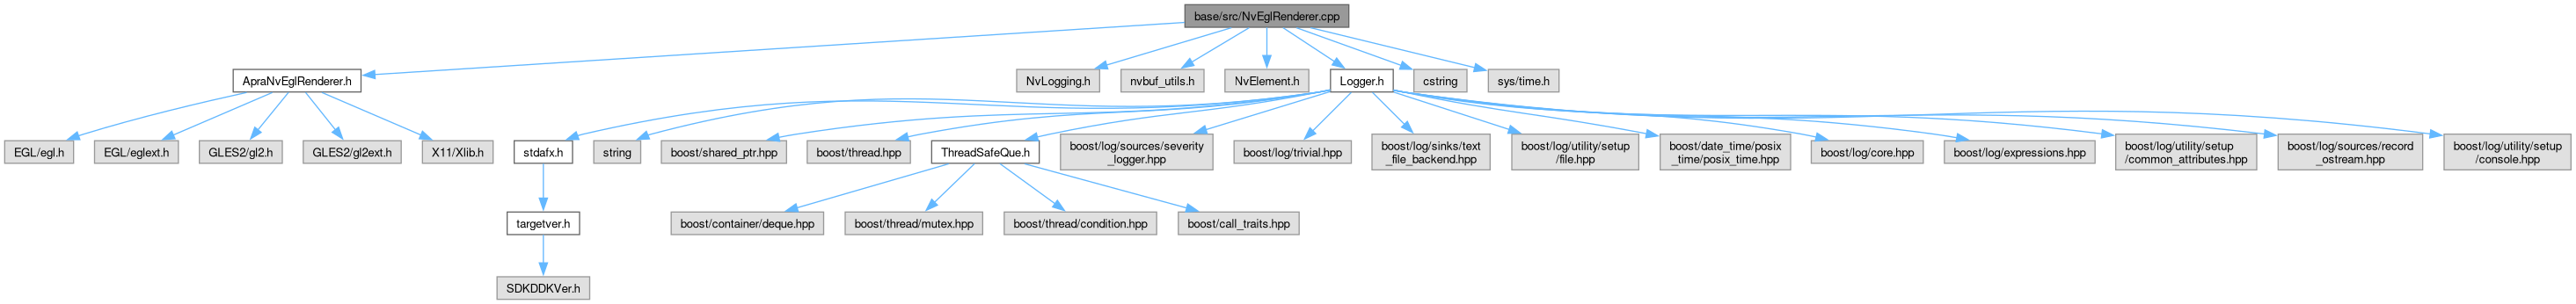 base/src/NvEglRenderer.cpp
ApraNvEglRenderer.h
NvLogging.h
nvbuf_utils.h
NvElement.h
Logger.h
cstring
sys/time.h
EGL/egl.h
EGL/eglext.h
GLES2/gl2.h
GLES2/gl2ext.h
X11/Xlib.h
stdafx.h
string
boost/shared_ptr.hpp
boost/thread.hpp
ThreadSafeQue.h
boost/log/sources/severity
_logger.hpp
boost/log/trivial.hpp
boost/log/sinks/text
_file_backend.hpp
boost/log/utility/setup
/file.hpp
boost/date_time/posix
_time/posix_time.hpp
boost/log/core.hpp
boost/log/expressions.hpp
boost/log/utility/setup
/common_attributes.hpp
boost/log/sources/record
_ostream.hpp
boost/log/utility/setup
/console.hpp
targetver.h
boost/container/deque.hpp
boost/thread/mutex.hpp
boost/thread/condition.hpp
boost/call_traits.hpp
SDKDDKVer.h